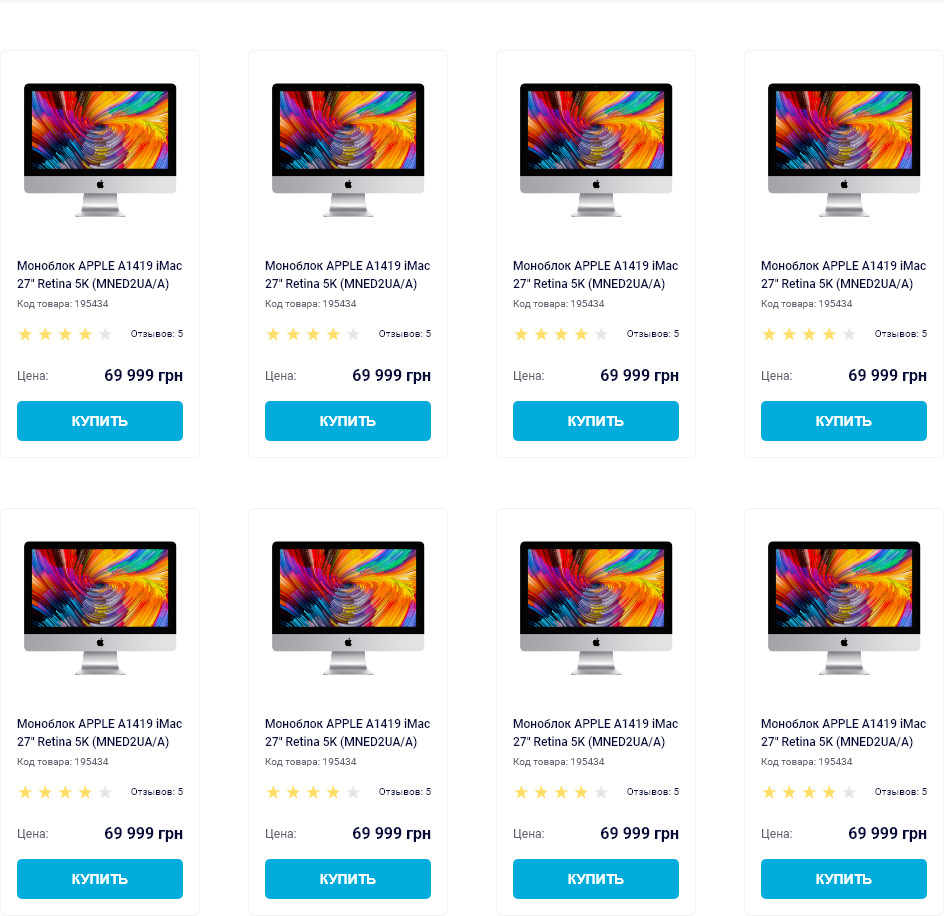 Моноблок APPLE A1419 iMac
27" Retina 5K (MNED2UA/A)
Код товара: 195434
Отзывов: 5
Цена: 69 999 грн
КУПИТЬ
Моноблок APPLE A1419 iMac
27" Retina 5K (MNED2UA/A)
Код товара: 195434
Отзывов: 5
Цена: 69 999 грн
КУПИТЬ
Моноблок APPLE A1419 iMac
27" Retina 5K (MNED2UA/A)
Код товара: 195434
Отзывов: 5
Цена: 69 999 грн
КУПИТЬ
Моноблок APPLE A1419 iMac
27" Retina 5K (MNED2UA/A)
Код товара: 195434
Отзывов: 5
Цена: 69 999 грн
КУПИТЬ
Моноблок APPLE A1419 iMac
27" Retina 5K (MNED2UA/A)
Код товара: 195434
Отзывов: 5
Цена: 69 999 грн
КУПИТЬ
Моноблок APPLE A1419 iMac
27" Retina 5K (MNED2UA/A)
Код товара: 195434
Отзывов: 5
Цена: 69 999 грн
КУПИТЬ
Моноблок APPLE A1419 iMac
27" Retina 5K (MNED2UA/A)
Код товара: 195434
Отзывов: 5
Цена: 69 999 грн
КУПИТЬ
Моноблок APPLE A1419 iMac
27" Retina 5K (MNED2UA/A)
Код товара: 195434
Отзывов: 5
Цена: 69 999 грн
КУПИТЬ